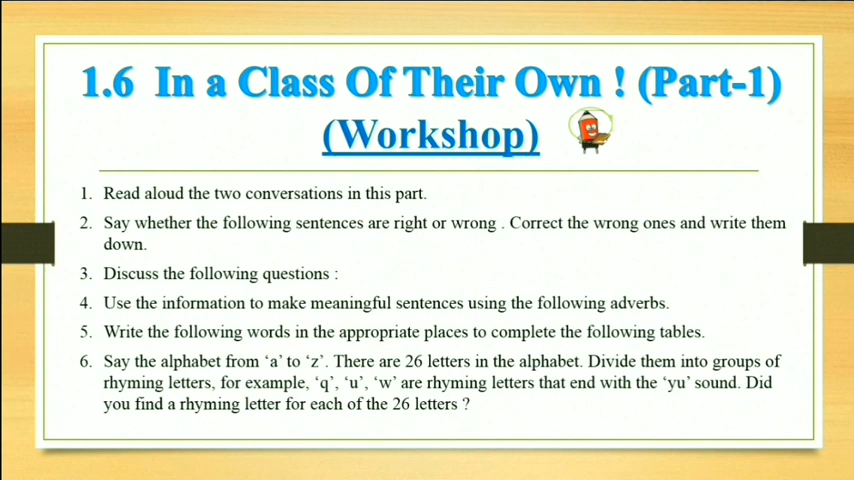 1.6 In a Class Of Their Own ! (Part-1)
(Workshop)
1. Read aloud the two conversations in this part.
2. Say whether the following sentences are right or wrong . Correct the wrong ones and write them
down.
3. Discuss the following questions :
4. Use the information to make meaningful sentences using the following adverbs.
5. Write the following words in the appropriate places to complete the following tables.
6. Say the alphabet from ‘a’ to ‘z’. There are 26 letters in the alphabet. Divide them into groups of
rhyming letters, for example, ‘q’, ‘u’, ‘w’ are rhyming letters that end with the ‘yu’ sound. Did
you find a rhyming letter for each of the 26 letters ?